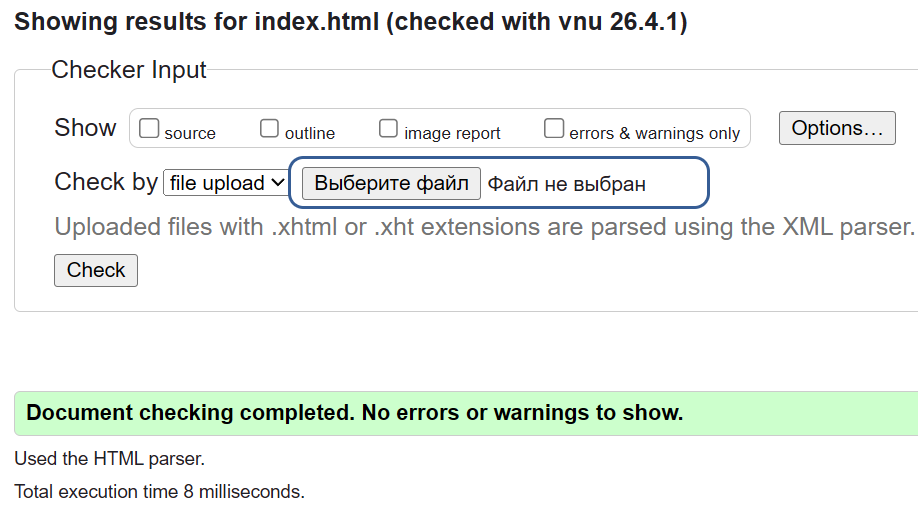 Showing results for index.html (checked with vnu 26.4.1)
Checker Input
Show source outline image report errors & warnings only Options…
Check by file upload Выберите файл Файл не выбран
Uploaded files with .xhtml or .xht extensions are parsed using the XML parser.
Check
Document checking completed. No errors or warnings to show.
Used the HTML parser.
Total execution time 8 milliseconds.